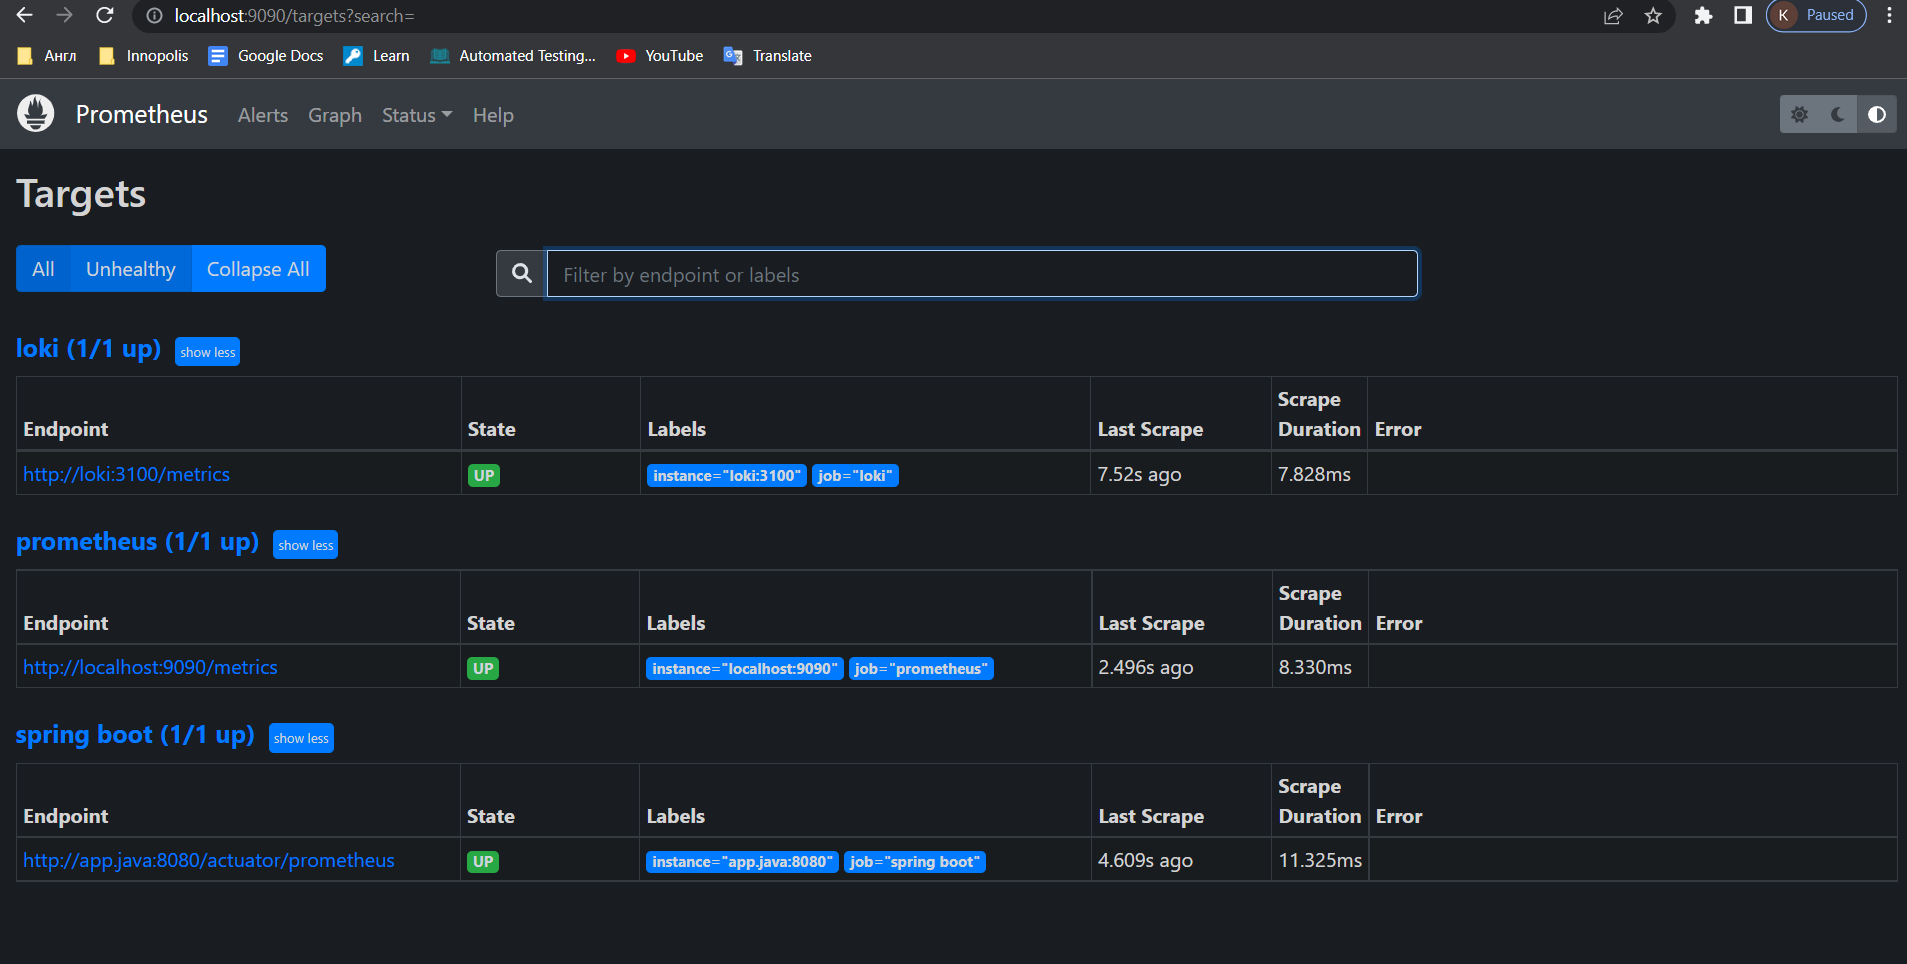 localhost:9090/targets?search=
K Paused
Англ Innopolis Google Docs Learn Automated Testing... YouTube Translate
Prometheus Alerts Graph Status Help
Targets
All Unhealthy Collapse All
Filter by endpoint or labels
loki (1/1 up) show less
Endpoint State Labels Last Scrape Scrape Duration Error
http://loki:3100/metrics UP instance="loki:3100" job="loki" 7.52s ago 7.828ms
prometheus (1/1 up) show less
Endpoint State Labels Last Scrape Scrape Duration Error
http://localhost:9090/metrics UP instance="localhost:9090" job="prometheus" 2.496s ago 8.330ms
spring boot (1/1 up) show less
Endpoint State Labels Last Scrape Scrape Duration Error
http://app.java:8080/actuator/prometheus UP instance="app.java:8080" job="spring boot" 4.609s ago 11.325ms